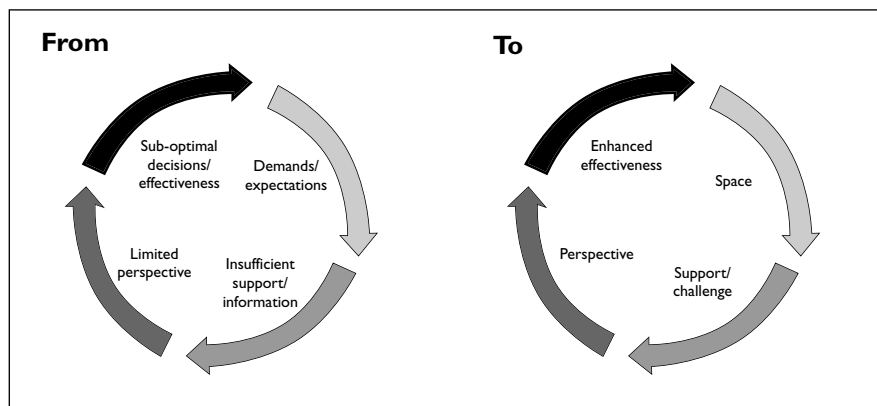 From
Sub-optimal
decisions/
effectiveness
Demands/
expectations
Limited
perspective
Insufficient
support/
information
To
Enhanced
effectiveness
Space
Perspective
Support/
challenge